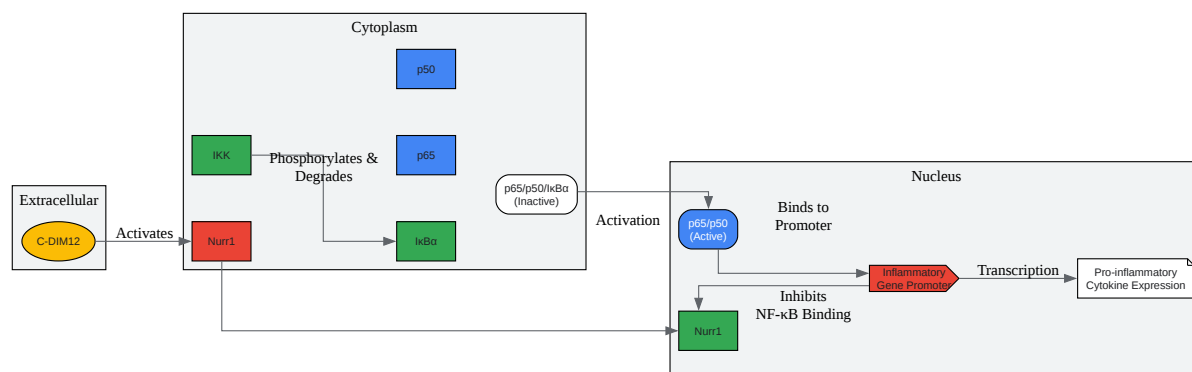 Cytoplasm
p50
IKK
Phosphorylates &
Degrades
p65
Extracellular
C-DIM12
Activates
Nurr1
IκBα
p65/p50/IκBα
(Inactive)
Activation
Nucleus
p65/p50
(Active)
Binds to
Promoter
Inflammatory
Gene Promoter
Transcription
Pro-inflammatory
Cytokine Expression
Inhibits
NF-κB Binding
Nurr1